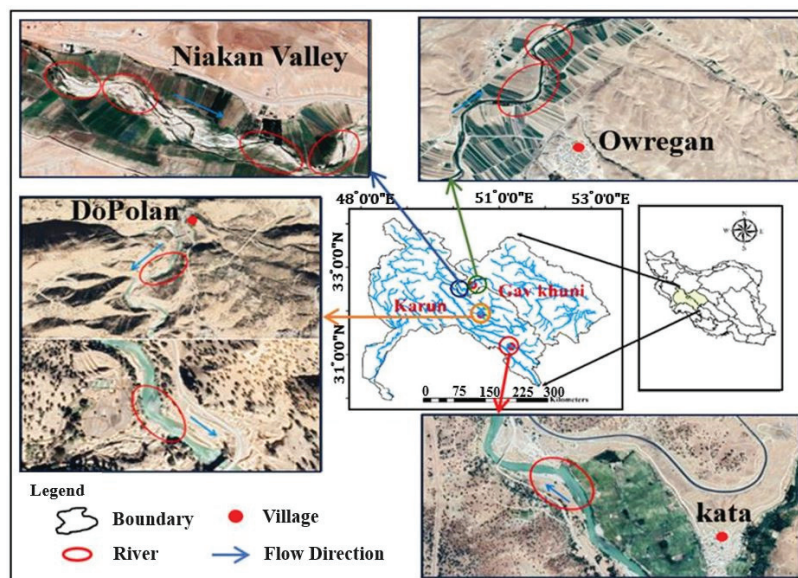 Niakan Valley
Owregan
DoPolan
48°0'0"E
51°0'0"E
53°0'0"E
33°0'0"N
31°0'0"N
Karun
Gav khuni
0 75 150 225 300
Kilometers
N
W
E
S
kata
Legend
Boundary
Village
River
Flow Direction